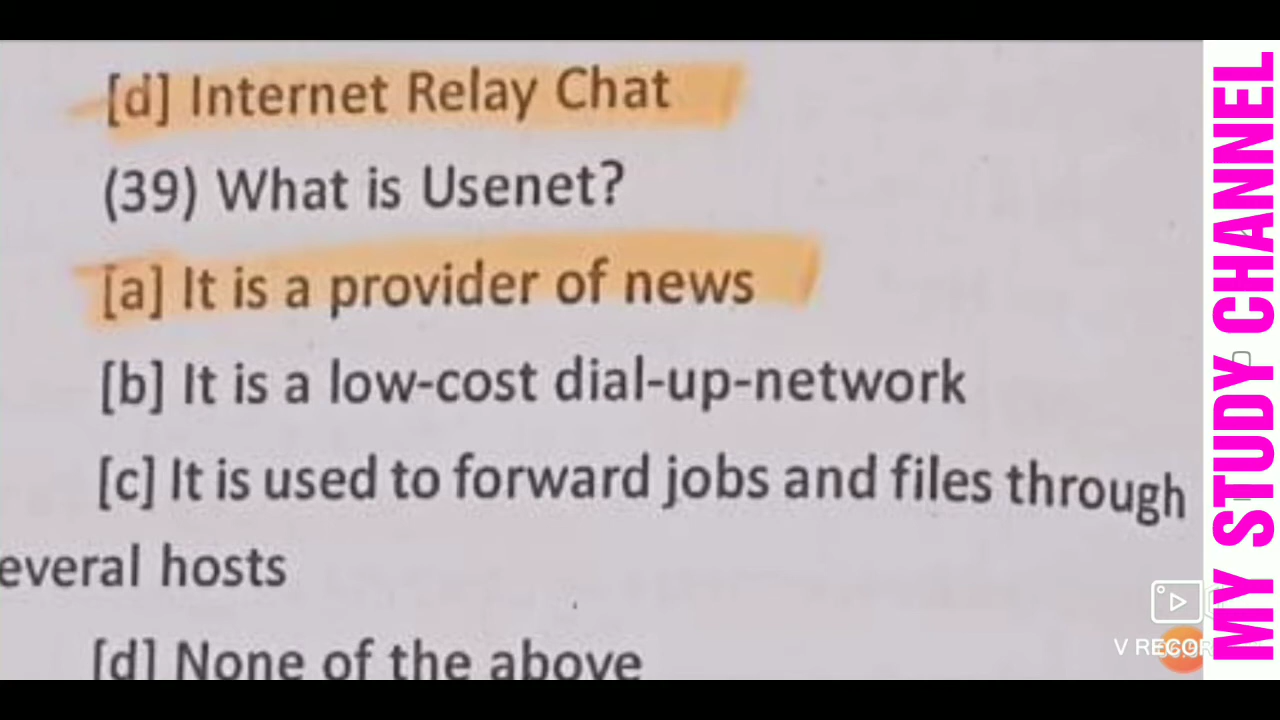 [d] Internet Relay Chat
(39) What is Usenet?
[a] It is a provider of news
[b] It is a low-cost dial-up-network
[c] It is used to forward jobs and files through
everal hosts
[d] None of the above
MY STUDY CHANNEL
V RECOR